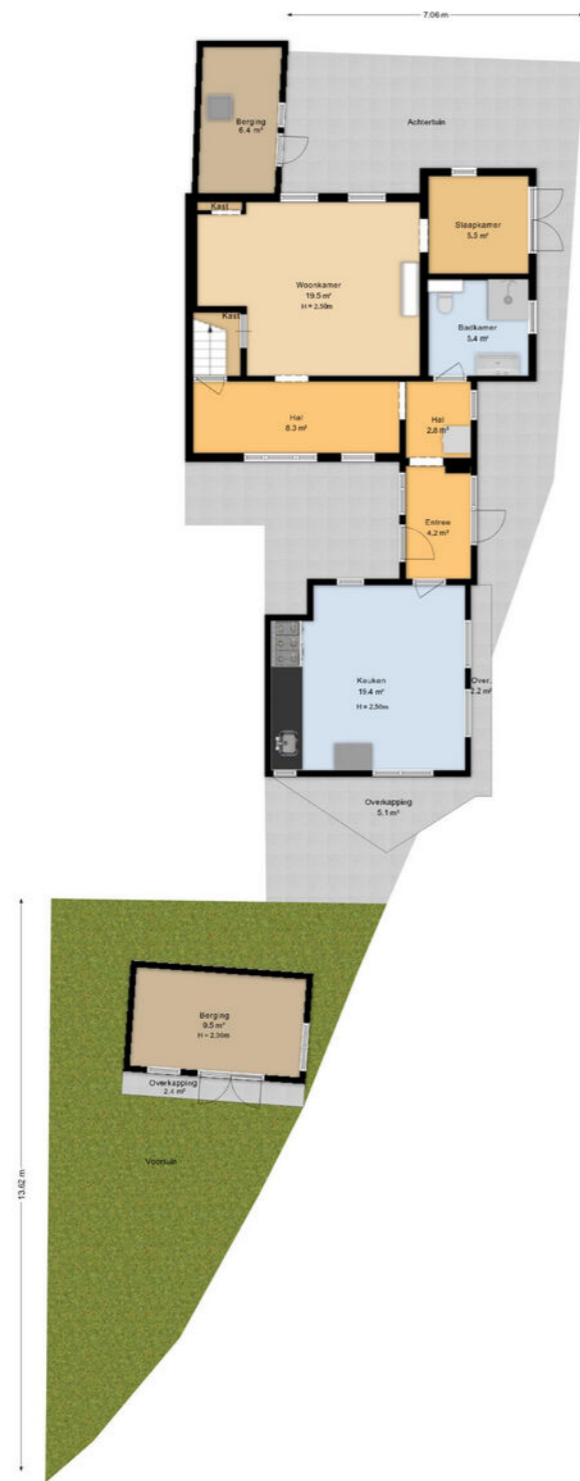 7.06 m
Berging
6.4 m²
Achtertuin
Kast
Slaapkamer
5.5 m²
Woonkamer
19.5 m²
H = 2.50m
Kast
Badkamer
5.4 m²
Hal
8.3 m²
Hal
2.8 m²
Entree
4.2 m²
Keuken
19.4 m²
H = 2.50m
Over.
2.2 m²
Overkapping
5.1 m²
Berging
9.5 m²
H = 2.30m
Overkapping
2.4 m²
Voortuin
13.62 m